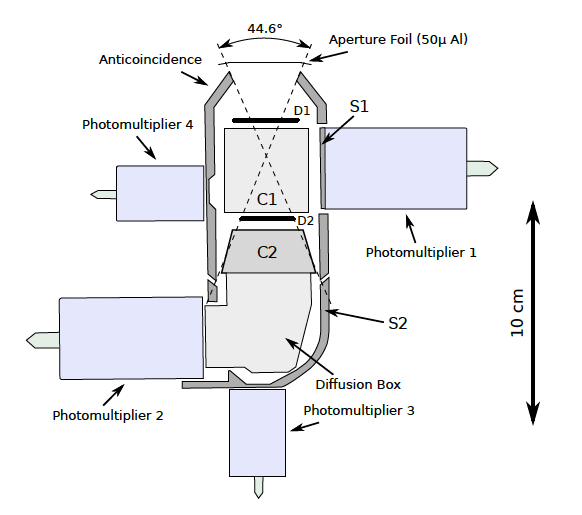 44.6°
Aperture Foil (50μ Al)
Anticoincidence
D1
S1
Photomultiplier 4
C1
D2
Photomultiplier 1
C2
10 cm
S2
Diffusion Box
Photomultiplier 2
Photomultiplier 3